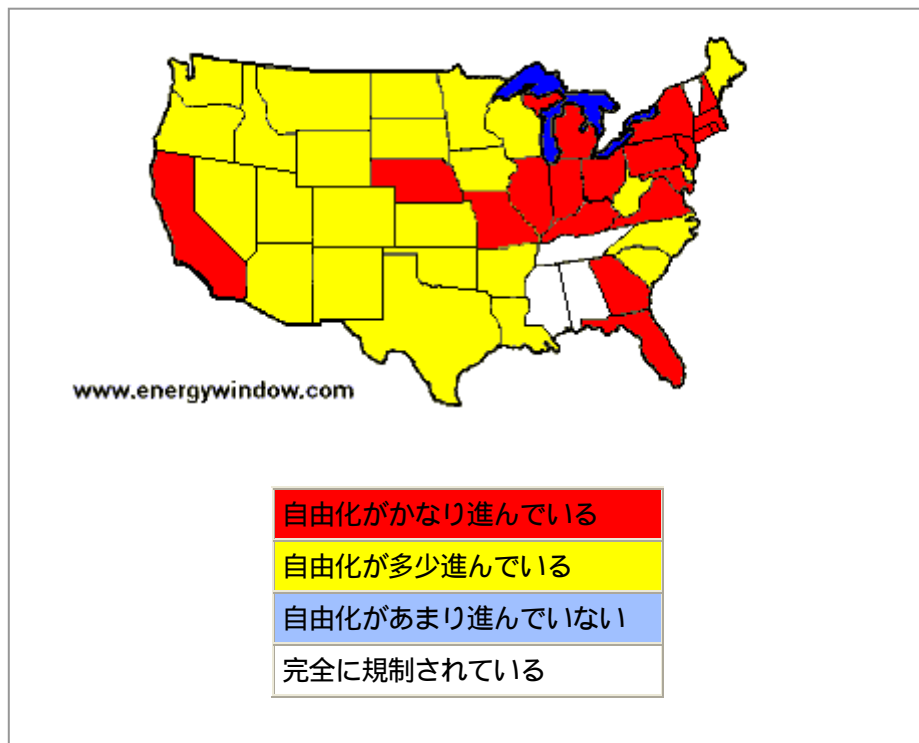 www.energywindow.com
自由化がかなり進んでいる
自由化が多少進んでいる
自由化があまり進んでいない
完全に規制されている